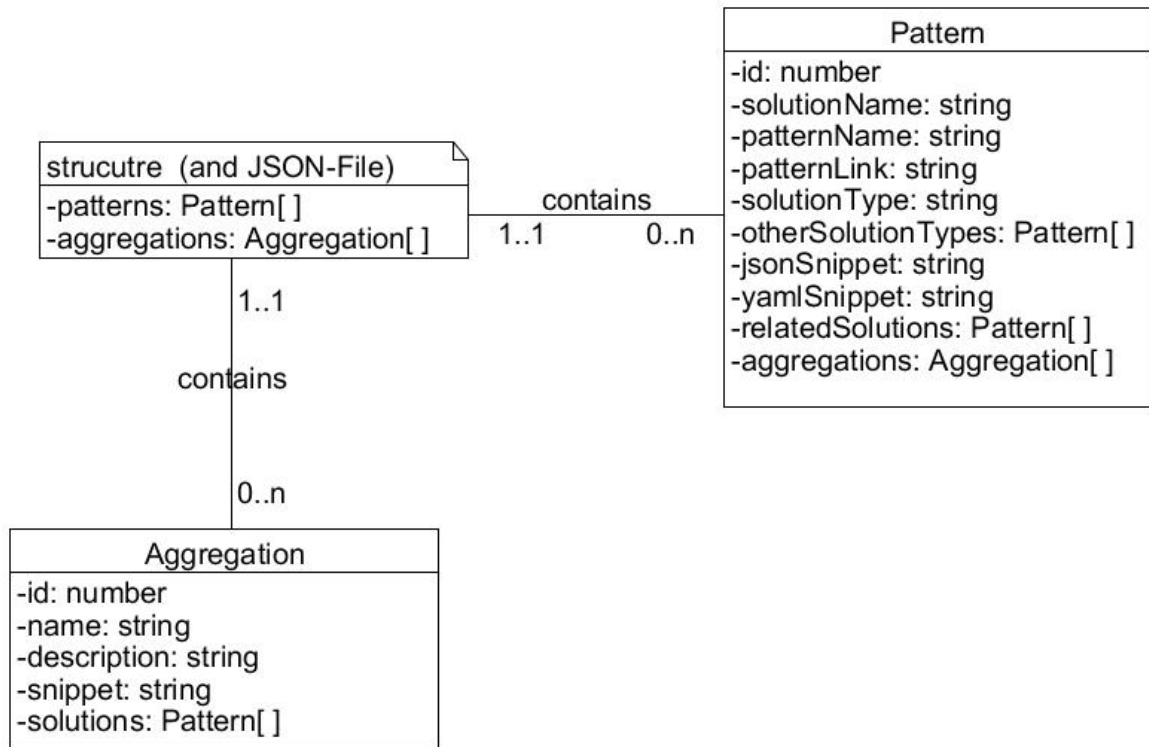 Pattern
-id: number
-solutionName: string
-patternName: string
-patternLink: string
-solutionType: string
-otherSolutionTypes: Pattern[ ]
-jsonSnippet: string
-yamlSnippet: string
-relatedSolutions: Pattern[ ]
-aggregations: Aggregation[ ]
strucutre (and JSON-File)
-patterns: Pattern[ ]
-aggregations: Aggregation[ ]
contains
1..1 0..n
1..1
contains
0..n
Aggregation
-id: number
-name: string
-description: string
-snippet: string
-solutions: Pattern[ ]